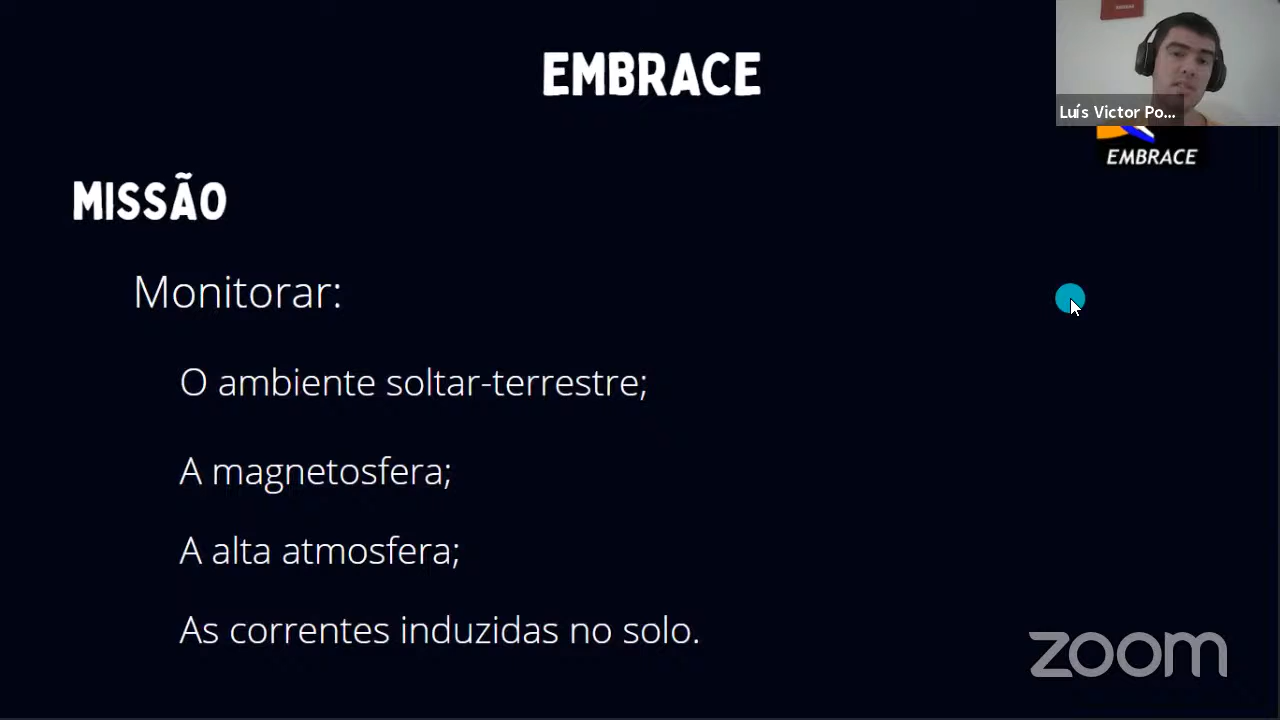 EMBRACE
Luís Victor Po...
EMBRACE
MISSÃO
Monitorar:
O ambiente soltar-terrestre;
A magnetosfera;
A alta atmosfera;
As correntes induzidas no solo.
zoom